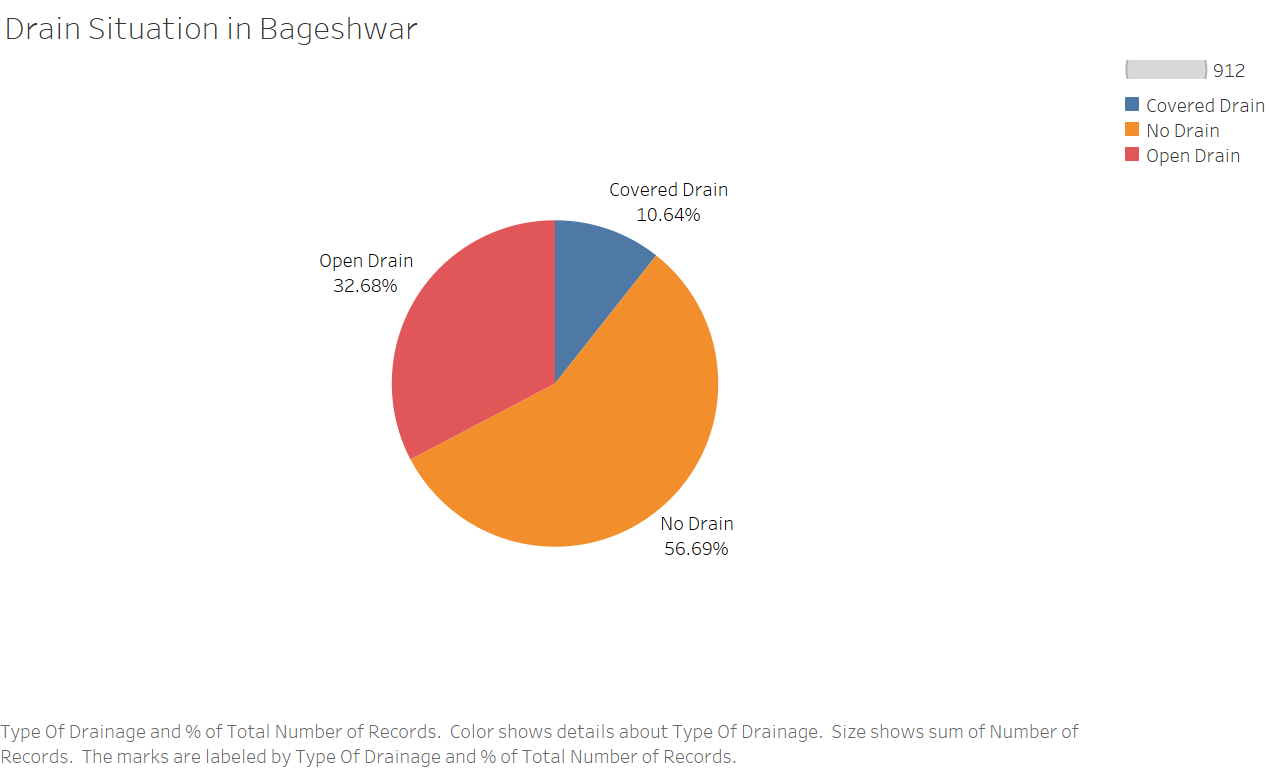 Drain Situation in Bageshwar
912
Covered Drain
No Drain
Open Drain
Covered Drain
10.64%
Open Drain
32.68%
No Drain
56.69%
Type Of Drainage and % of Total Number of Records.  Color shows details about Type Of Drainage.  Size shows sum of Number of
Records.  The marks are labeled by Type Of Drainage and % of Total Number of Records.